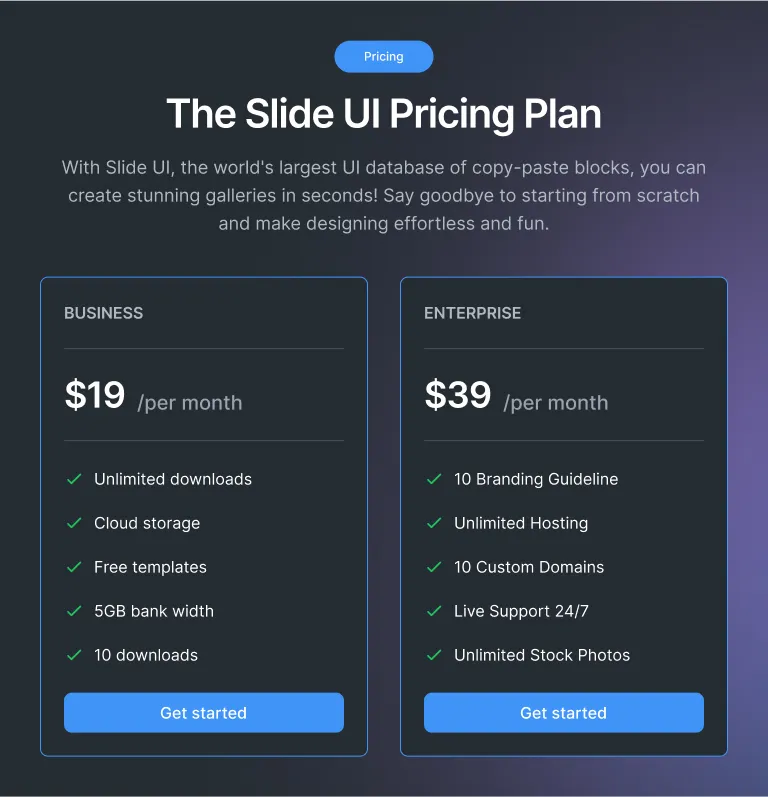 Pricing
The Slide UI Pricing Plan
With Slide UI, the world's largest UI database of copy-paste blocks, you can
create stunning galleries in seconds! Say goodbye to starting from scratch
and make designing effortless and fun.
BUSINESS
$19 /per month
Unlimited downloads
Cloud storage
Free templates
5GB bank width
10 downloads
Get started
ENTERPRISE
$39 /per month
10 Branding Guideline
Unlimited Hosting
10 Custom Domains
Live Support 24/7
Unlimited Stock Photos
Get started